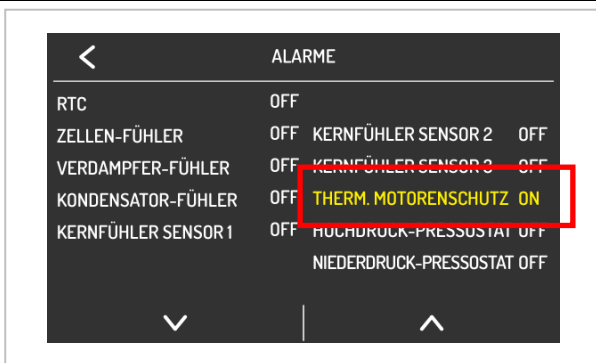 ALARME
RTC OFF
ZELLEN-FÜHLER OFF
VERDAMPFER-FÜHLER OFF
KONDENSATOR-FÜHLER OFF
KERNFÜHLER SENSOR 1 OFF
KERNFÜHLER SENSOR 2 OFF
KERNFÜHLER SENSOR 3 OFF
THERM. MOTORENSCHUTZ ON
HOCHDRUCK-PRESSOSTAT OFF
NIEDERDRUCK-PRESSOSTAT OFF